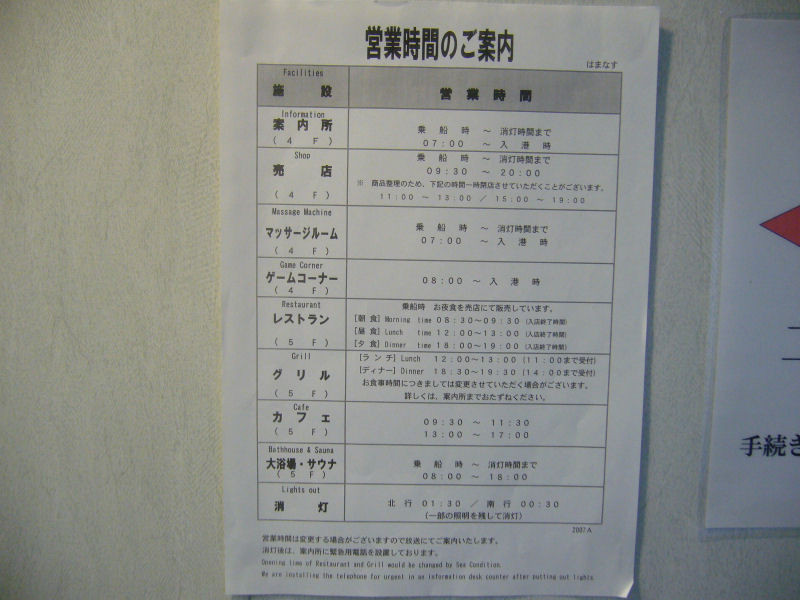 営業時間のご案内
はまなす
Facilities
施設
営業時間
Information
案内所
(4F)
乗船時 ～ 消灯時間まで
07:00 ～ 入港時
Shop
売店
(4F)
乗船時 ～ 消灯時間まで
09:30 ～ 20:00
※ 商品整理のため、下記の時間一時閉店させていただくことがございます。
11:00 ～ 13:00 / 15:00 ～ 19:00
Massage Machine
マッサージルーム
(4F)
乗船時 ～ 消灯時間まで
07:00 ～ 入港時
Game Corner
ゲームコーナー
(4F)
08:00 ～ 入港時
Restaurant
レストラン
(5F)
乗船時 お夜食を売店にて販売しています。
[朝食] Morning time 08:30～09:30 (入店終了時間)
[昼食] Lunch time 12:00～13:00 (入店終了時間)
[夕食] Dinner time 18:00～19:00 (入店終了時間)
Grill
グリル
(5F)
[ランチ] Lunch 12:00～13:00 (11:00まで受付)
[ディナー] Dinner 18:30～19:30 (14:00まで受付)
お食事時間につきましては変更させていただく場合がございます。
詳しくは、案内所までおたずねください。
Cafe
カフェ
(5F)
09:30 ～ 11:30
13:00 ～ 17:00
Bathhouse & Sauna
大浴場・サウナ
(5F)
乗船時 ～ 消灯時間まで
08:00 ～ 18:00
Lights out
消灯
北行 01:30 / 南行 00:30
(一部の照明を残して消灯)
2007A
営業時間は変更する場合がございますので放送にてご案内いたします。
消灯後は、案内所に緊急用電話を設置しております。
Opening time of Restaurant and Grill would be changed by Sea Condition.
We are installing the telephone for urgent in an information desk counter after putting out lights
手続き